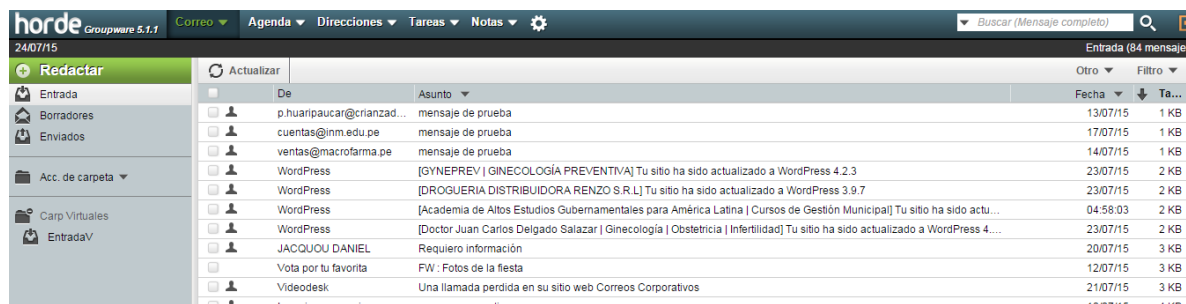 horde Groupware 5.1.1 Correo Agenda Direcciones Tareas Notas Buscar (Mensaje completo)
24/07/15 Entrada (84 mensaje
Redactar Actualizar Otro Filtro
Entrada De Asunto Fecha Ta...
Borradores p.huaripaucar@crianzad... mensaje de prueba 13/07/15 1 KB
Enviados cuentas@inm.edu.pe mensaje de prueba 17/07/15 1 KB
ventas@macrofarma.pe mensaje de prueba 14/07/15 1 KB
Acc. de carpeta WordPress [GYNEPREV | GINECOLOGÍA PREVENTIVA] Tu sitio ha sido actualizado a WordPress 4.2.3 23/07/15 2 KB
WordPress [DROGUERIA DISTRIBUIDORA RENZO S.R.L] Tu sitio ha sido actualizado a WordPress 3.9.7 23/07/15 2 KB
Carp Virtuales WordPress [Academia de Altos Estudios Gubernamentales para América Latina | Cursos de Gestión Municipal] Tu sitio ha sido actu... 04:58:03 2 KB
EntradaV WordPress [Doctor Juan Carlos Delgado Salazar | Ginecología | Obstetricia | Infertilidad] Tu sitio ha sido actualizado a WordPress 4.... 23/07/15 2 KB
JACQUOU DANIEL Requiero información 20/07/15 3 KB
Vota por tu favorita FW : Fotos de la fiesta 12/07/15 3 KB
Videodesk Una llamada perdida en su sitio web Correos Corporativos 21/07/15 3 KB